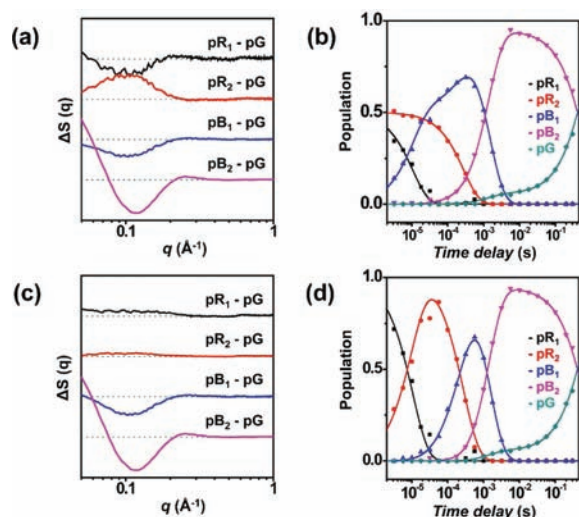 (a)
ΔS (q)
pR₁ - pG
pR₂ - pG
pB₁ - pG
pB₂ - pG
0.1
1
q (Å⁻¹)
(b)
Population
1.0
0.5
0.0
pR₁
pR₂
pB₁
pB₂
pG
10⁻⁵ 10⁻⁴ 10⁻³ 10⁻² 10⁻¹
Time delay (s)
(c)
ΔS (q)
pR₁ - pG
pR₂ - pG
pB₁ - pG
pB₂ - pG
0.1
1
q (Å⁻¹)
(d)
Population
1.0
0.5
0.0
pR₁
pR₂
pB₁
pB₂
pG
10⁻⁵ 10⁻⁴ 10⁻³ 10⁻² 10⁻¹
Time delay (s)